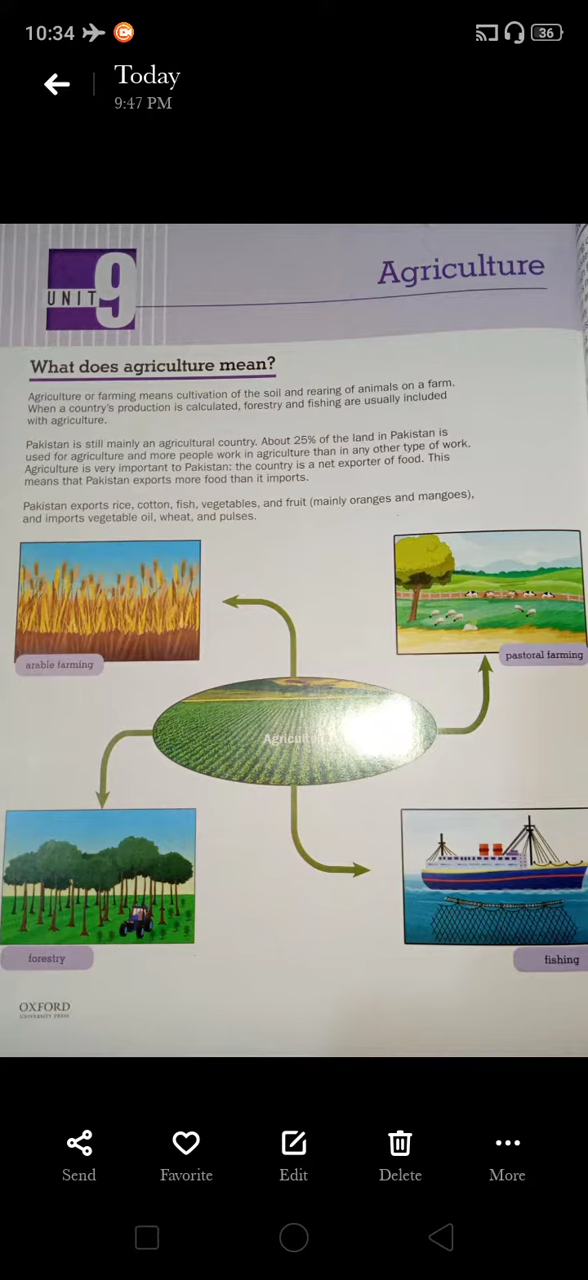 10:34
36
Today
9:47 PM
UNIT 9
Agriculture
What does agriculture mean?
Agriculture or farming means cultivation of the soil and rearing of animals on a farm.
When a country's production is calculated, forestry and fishing are usually included
with agriculture.
Pakistan is still mainly an agricultural country. About 25% of the land in Pakistan is
used for agriculture and more people work in agriculture than in any other type of work.
Agriculture is very important to Pakistan: the country is a net exporter of food. This
means that Pakistan exports more food than it imports.
Pakistan exports rice, cotton, fish, vegetables, and fruit (mainly oranges and mangoes),
and imports vegetable oil, wheat, and pulses.
arable farming
pastoral farming
forestry
fishing
OXFORD
UNIVERSITY PRESS
Send
Favorite
Edit
Delete
More